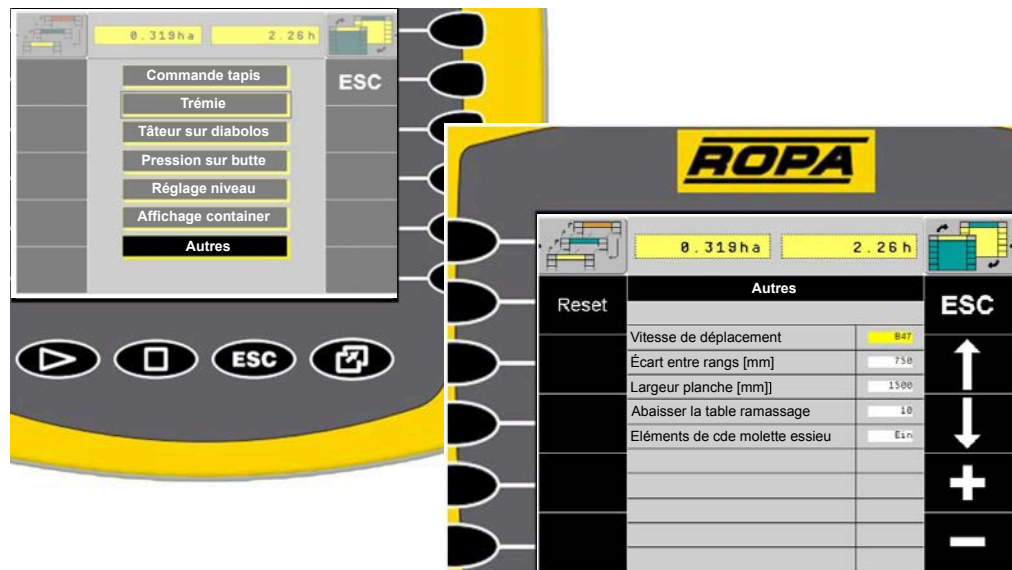 0.319ha 2.26h
ESC
Commande tapis
Trémie
Tâteur sur diabolos
Pression sur butte
Réglage niveau
Affichage container
Autres
ESC
ROPA
0.319ha 2.26h
Reset
Autres
ESC
Vitesse de déplacement 847
Écart entre rangs [mm] 750
Largeur planche [mm]] 1500
Abaisser la table ramassage 10
Eléments de cde molette essieu Ein